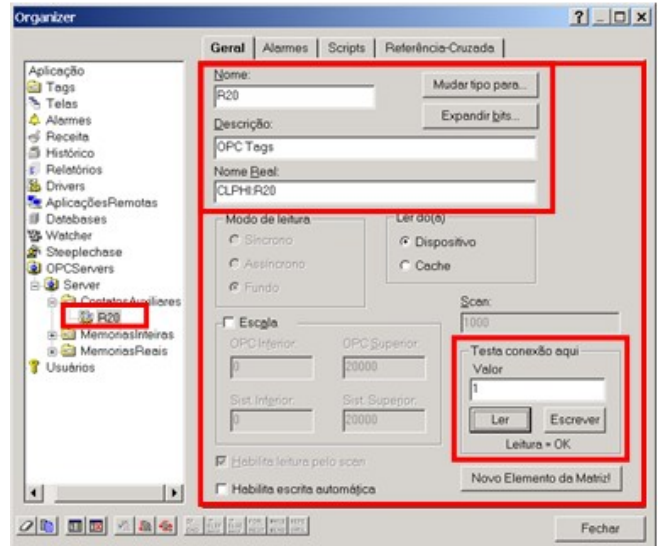 Organizer
Geral Alarmes Scripts Referência-Cruzada
Aplicação
Tags
Telas
Alarmes
Receita
Histórico
Relatórios
Drivers
AplicaçõesRemotas
Databases
Watcher
Steeplechase
OPCServers
Server
ContatosAuxiliares
R20
MemoriasInteiras
MemoriasReais
Usuários
Nome:
R20
Mudar tipo para...
Expandir bits...
Descrição:
OPC Tags
Nome Real:
CLPHI:R20
Modo de leitura
Síncrono
Assíncrono
Fundo
Ler do(a)
Dispositivo
Cache
Scan:
1000
Escala
OPC Inferior: OPC Superior:
0 20000
Sist. Inferior: Sist. Superior:
0 20000
Testa conexão aqui
Valor
1
Ler Escrever
Leitura = OK
Habilita leitura pelo scan
Habilita escrita automática
Novo Elemento da Matriz!
Fechar